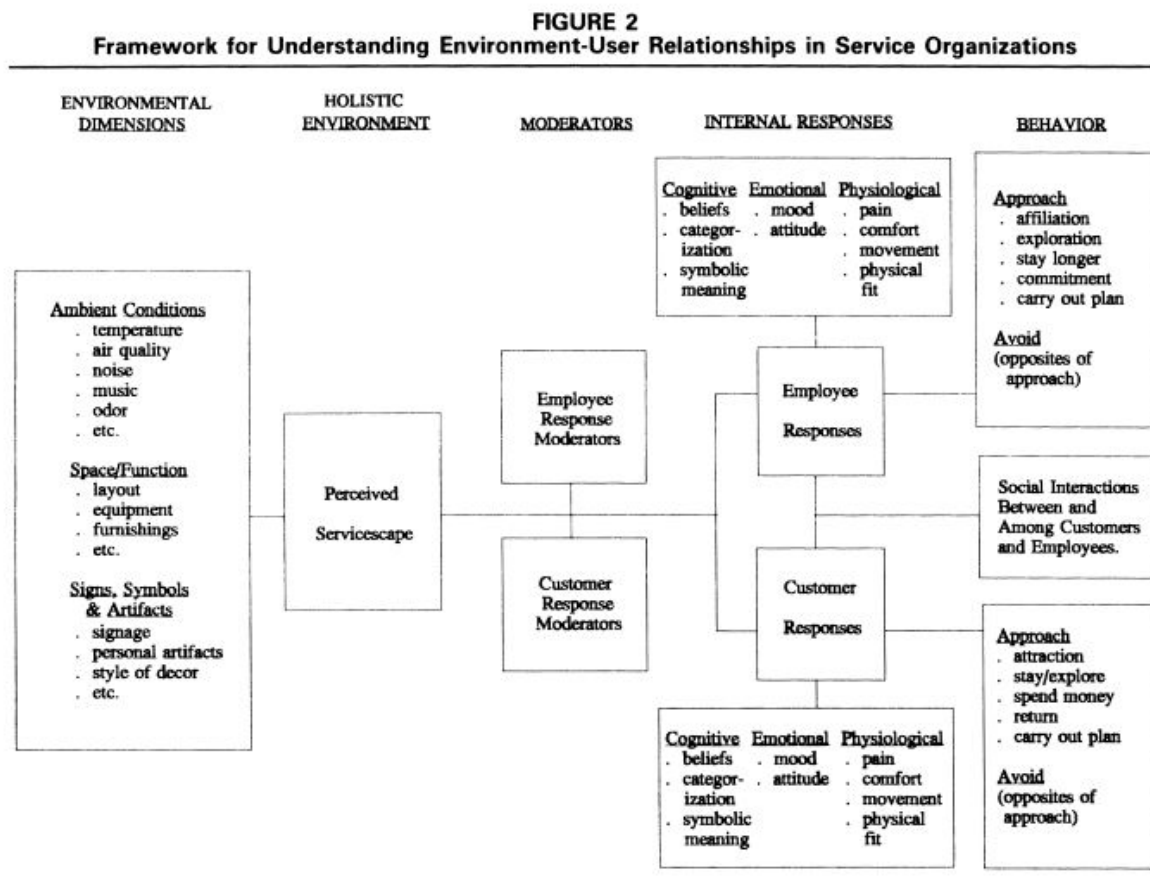 FIGURE 2
Framework for Understanding Environment-User Relationships in Service Organizations
ENVIRONMENTAL
DIMENSIONS
HOLISTIC
ENVIRONMENT
MODERATORS
INTERNAL RESPONSES
BEHAVIOR
Ambient Conditions
. temperature
. air quality
. noise
. music
. odor
. etc.
Space/Function
. layout
. equipment
. furnishings
. etc.
Signs, Symbols
& Artifacts
. signage
. personal artifacts
. style of decor
. etc.
Perceived
Servicescape
Employee
Response
Moderators
Customer
Response
Moderators
Cognitive
. beliefs
. categor-
ization
. symbolic
meaning
Emotional
. mood
. attitude
Physiological
. pain
. comfort
. movement
. physical
fit
Employee
Responses
Customer
Responses
Cognitive
. beliefs
. categor-
ization
. symbolic
meaning
Emotional
. mood
. attitude
Physiological
. pain
. comfort
. movement
. physical
fit
Approach
. affiliation
. exploration
. stay longer
. commitment
. carry out plan
Avoid
(opposites of
approach)
Social Interactions
Between and
Among Customers
and Employees.
Approach
. attraction
. stay/explore
. spend money
. return
. carry out plan
Avoid
(opposites of
approach)